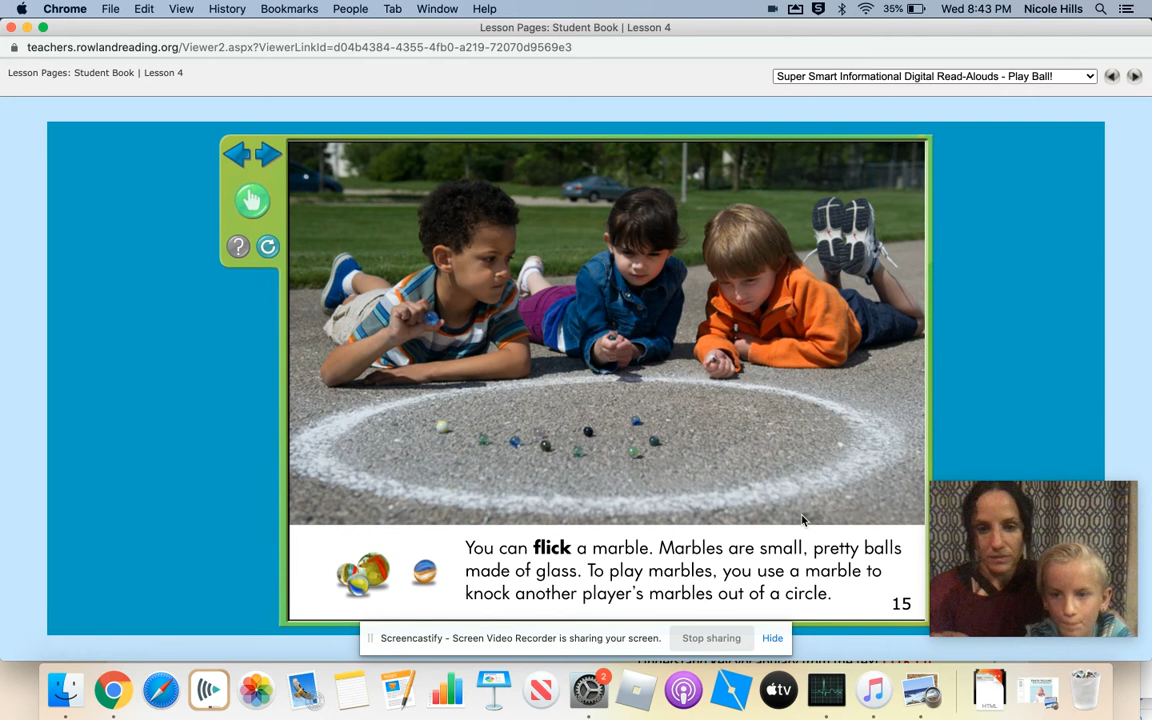 Chrome File Edit View History Bookmarks People Tab Window Help
35% Wed 8:43 PM Nicole Hills
Lesson Pages: Student Book | Lesson 4
teachers.rowlandreading.org/Viewer2.aspx?ViewerLinkId=d04b4384-4355-4fb0-a219-72070d9569e3
Lesson Pages: Student Book | Lesson 4
Super Smart Informational Digital Read-Alouds - Play Ball!
?
You can flick a marble. Marbles are small, pretty balls
made of glass. To play marbles, you use a marble to
knock another player's marbles out of a circle.
15
Screencastify - Screen Video Recorder is sharing your screen.
Stop sharing
Hide
2
tv
HTML